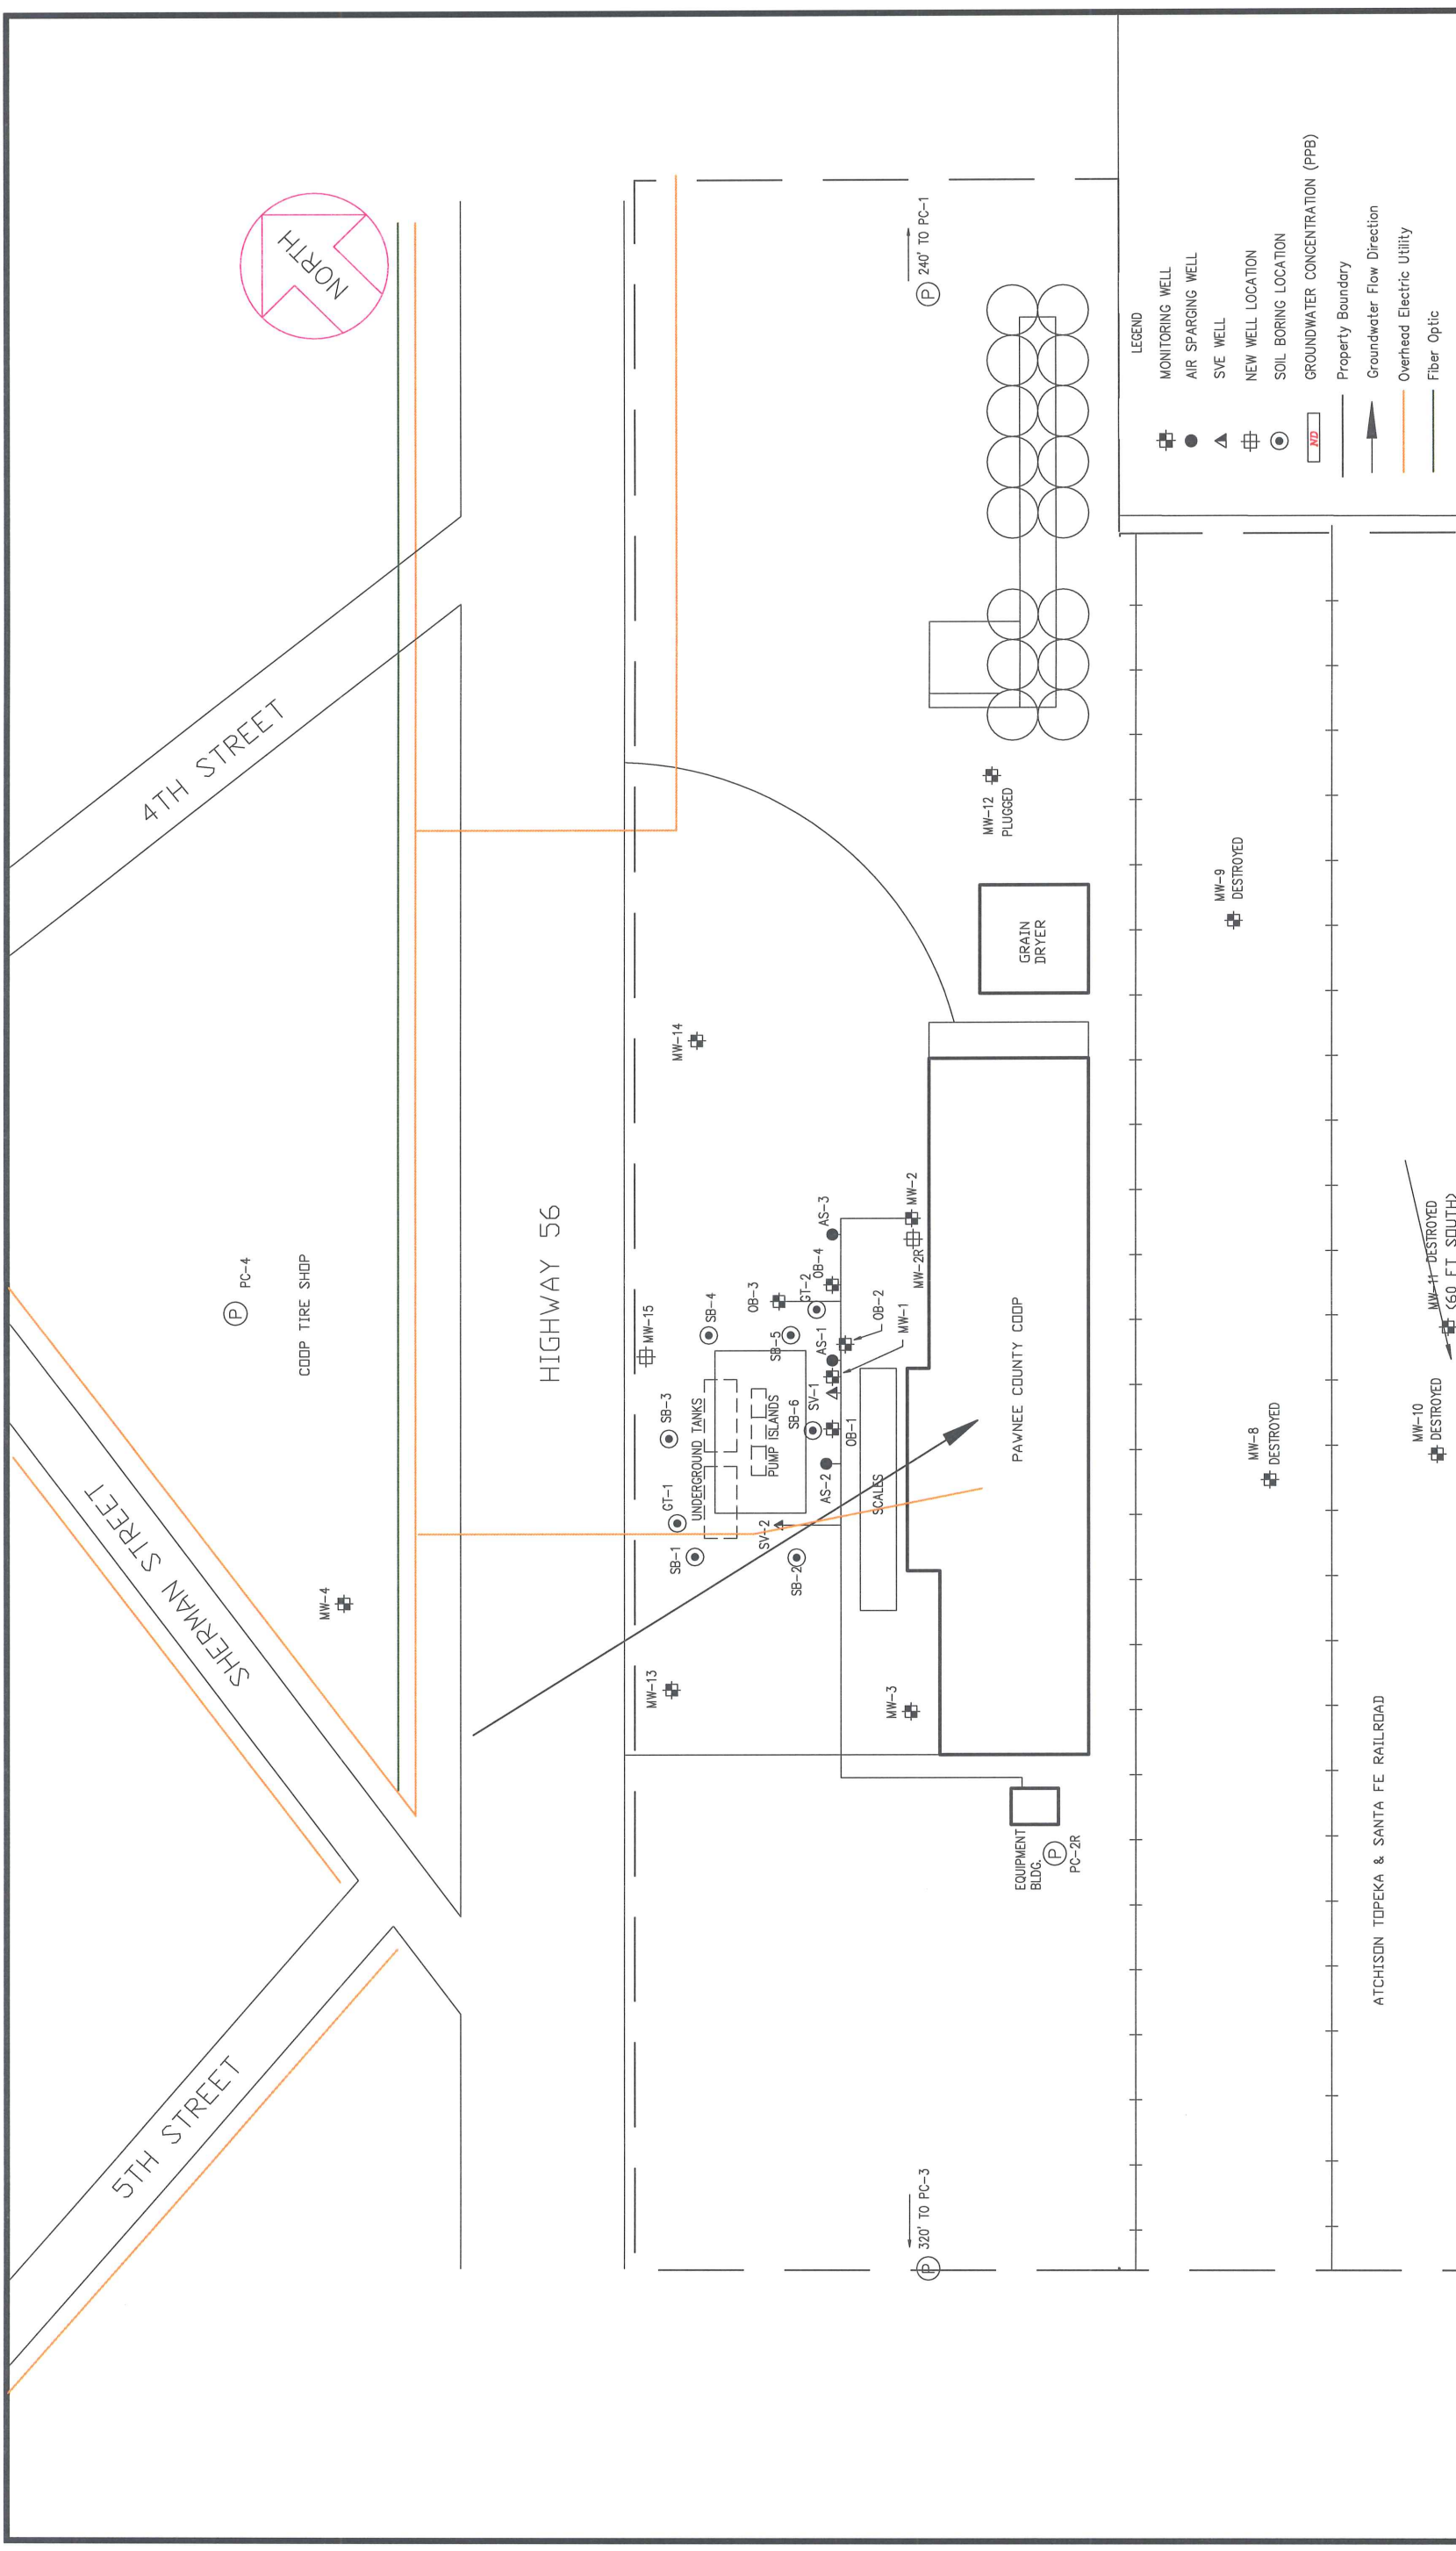 NORTH
4TH STREET
SHERMAN STREET
5TH STREET
PC-4
P
COOP TIRE SHOP
MW-4
HIGHWAY 56
MW-14
MW-15
MW-13
SB-3
GT-1
SB-1
SB-4
UNDERGROUND TANKS
PUMP ISLANDS
OB-3
SB-5
SV-2
SB-2
SB-6
GT-2
OB-4
AS-3
AS-1
SV-1
AS-2
OB-1
OB-2
MW-1
MW-2
MW-2R
MW-3
SCALES
PAWNEE COUNTY COOP
GRAIN
DRYER
MW-12
PLUGGED
P 240' TO PC-1
P 320' TO PC-3
EQUIPMENT
BLDG.
P
PC-2R
MW-9
DESTROYED
MW-8
DESTROYED
MW-10
DESTROYED
MW-11 DESTROYED
(60 FT SOUTH)
ATCHISON TOPEKA & SANTA FE RAILROAD
LEGEND
MONITORING WELL
AIR SPARGING WELL
SVE WELL
NEW WELL LOCATION
SOIL BORING LOCATION
ND GROUNDWATER CONCENTRATION (PPB)
Property Boundary
Groundwater Flow Direction
Overhead Electric Utility
Fiber Optic